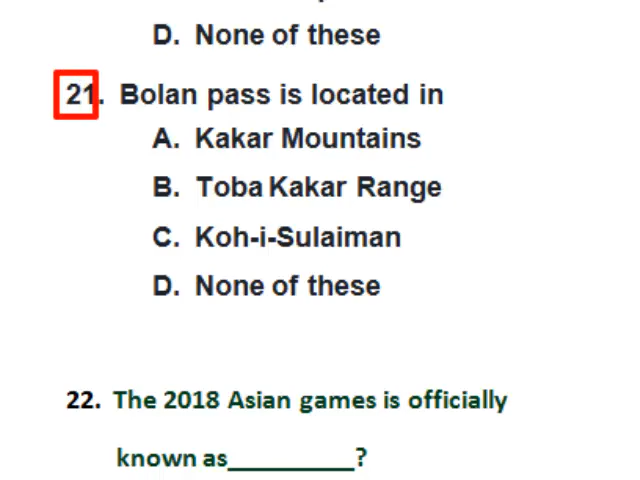 D. None of these
21. Bolan pass is located in
A. Kakar Mountains
B. Toba Kakar Range
C. Koh-i-Sulaiman
D. None of these
22. The 2018 Asian games is officially
known as_________?